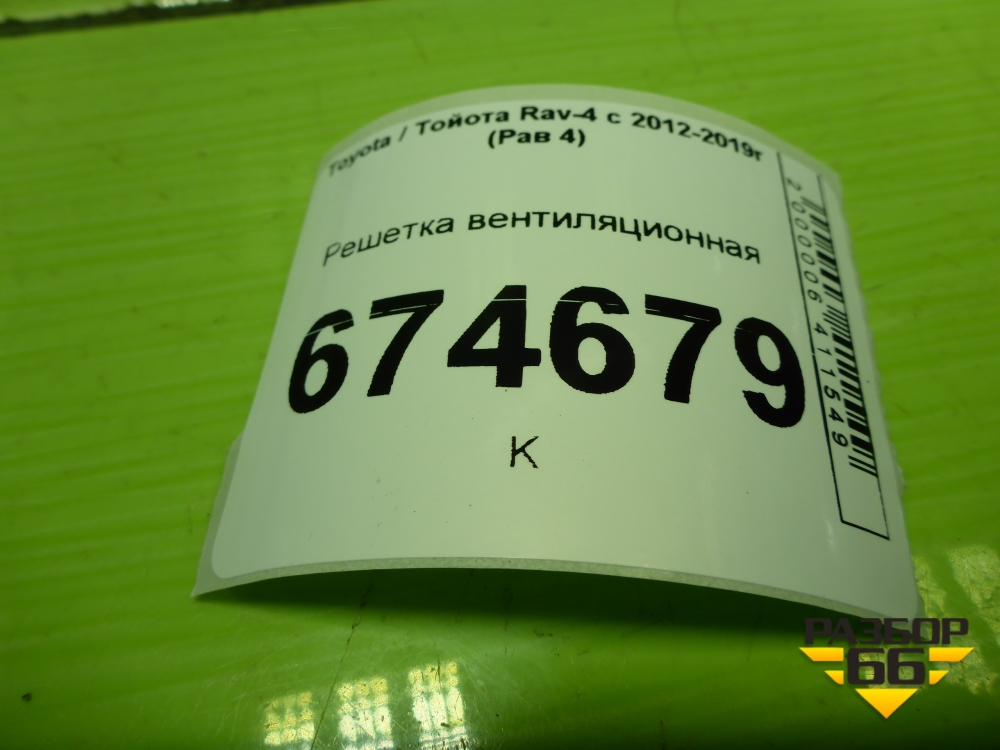 Toyota / Тойота Rav-4 с 2012-2019г
(Рав 4)
Решетка вентиляционная
674679
К
2000006411549
РАЗБОР
66